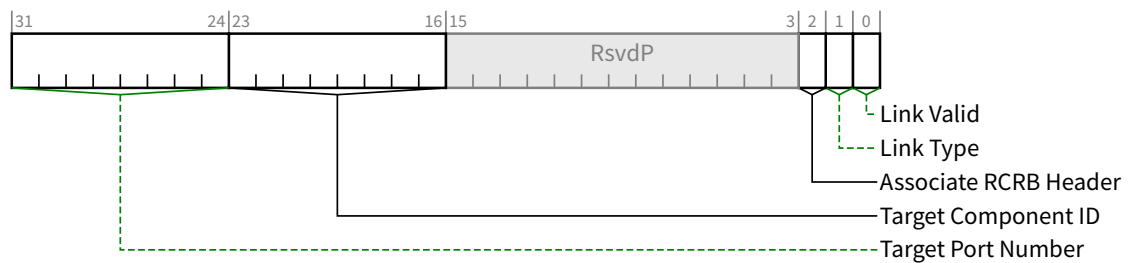 31 24 23 16 15 3 2 1 0
RsvdP
Link Valid
Link Type
Associate RCRB Header
Target Component ID
Target Port Number